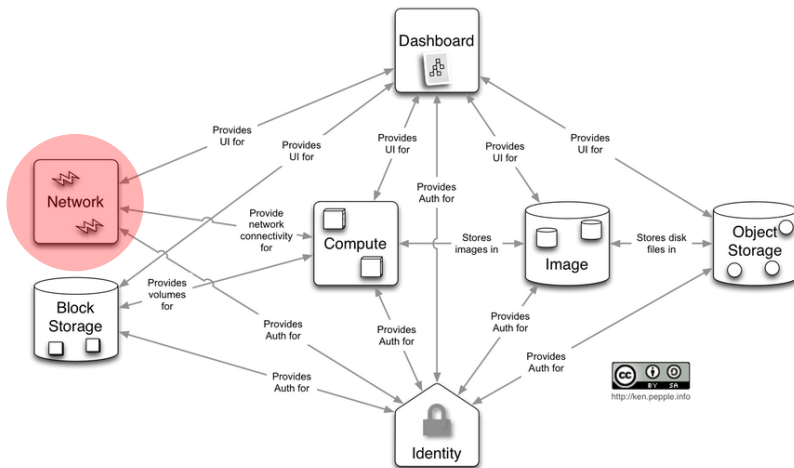 Dashboard
Provides
UI for
Provides
UI for
Provides
UI for
Provides
UI for
Provides
UI for
Network
Provides
Auth for
Provide
network
connectivity
for
Compute
Stores
images in
Image
Stores disk
files in
Object
Storage
Block
Storage
Provides
volumes
for
Provides
Auth for
Provides
Auth for
Provides
Auth for
Provides
Auth for
Provides
Auth for
cc
BY SA
http://ken.pepple.info
Identity